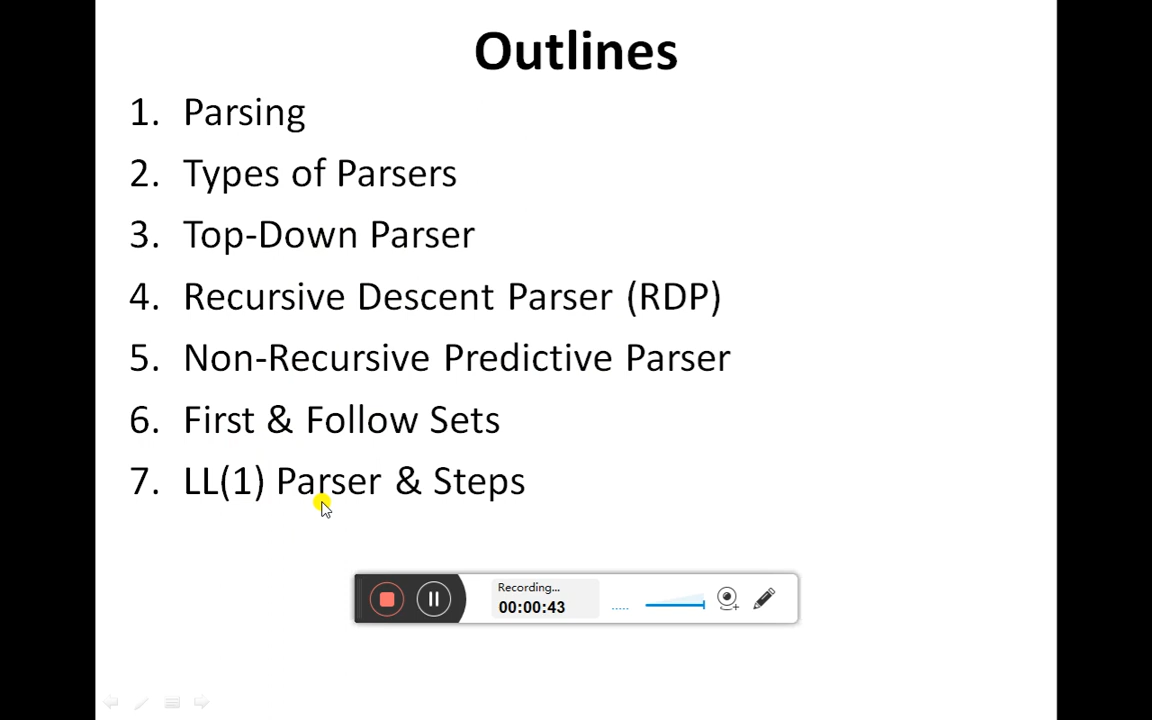 Outlines
1. Parsing
2. Types of Parsers
3. Top-Down Parser
4. Recursive Descent Parser (RDP)
5. Non-Recursive Predictive Parser
6. First & Follow Sets
7. LL(1) Parser & Steps
Recording...
00:00:43